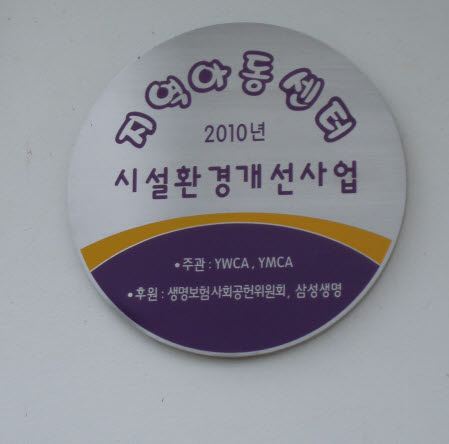 지역아동센터
2010년
시설환경개선사업
•주관 : YWCA, YMCA
•후원 : 생명보험사회공헌위원회, 삼성생명